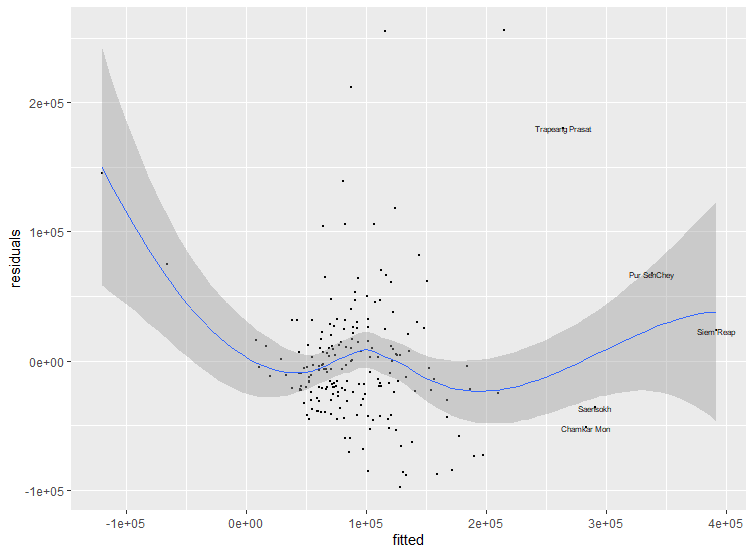 2e+05
1e+05
0e+00
-1e+05
residuals
Trapeang Prasat
Pur SenChey
Siem Reap
Saensokh
Chamkar Mon
-1e+05 0e+00 1e+05 2e+05 3e+05 4e+05
fitted